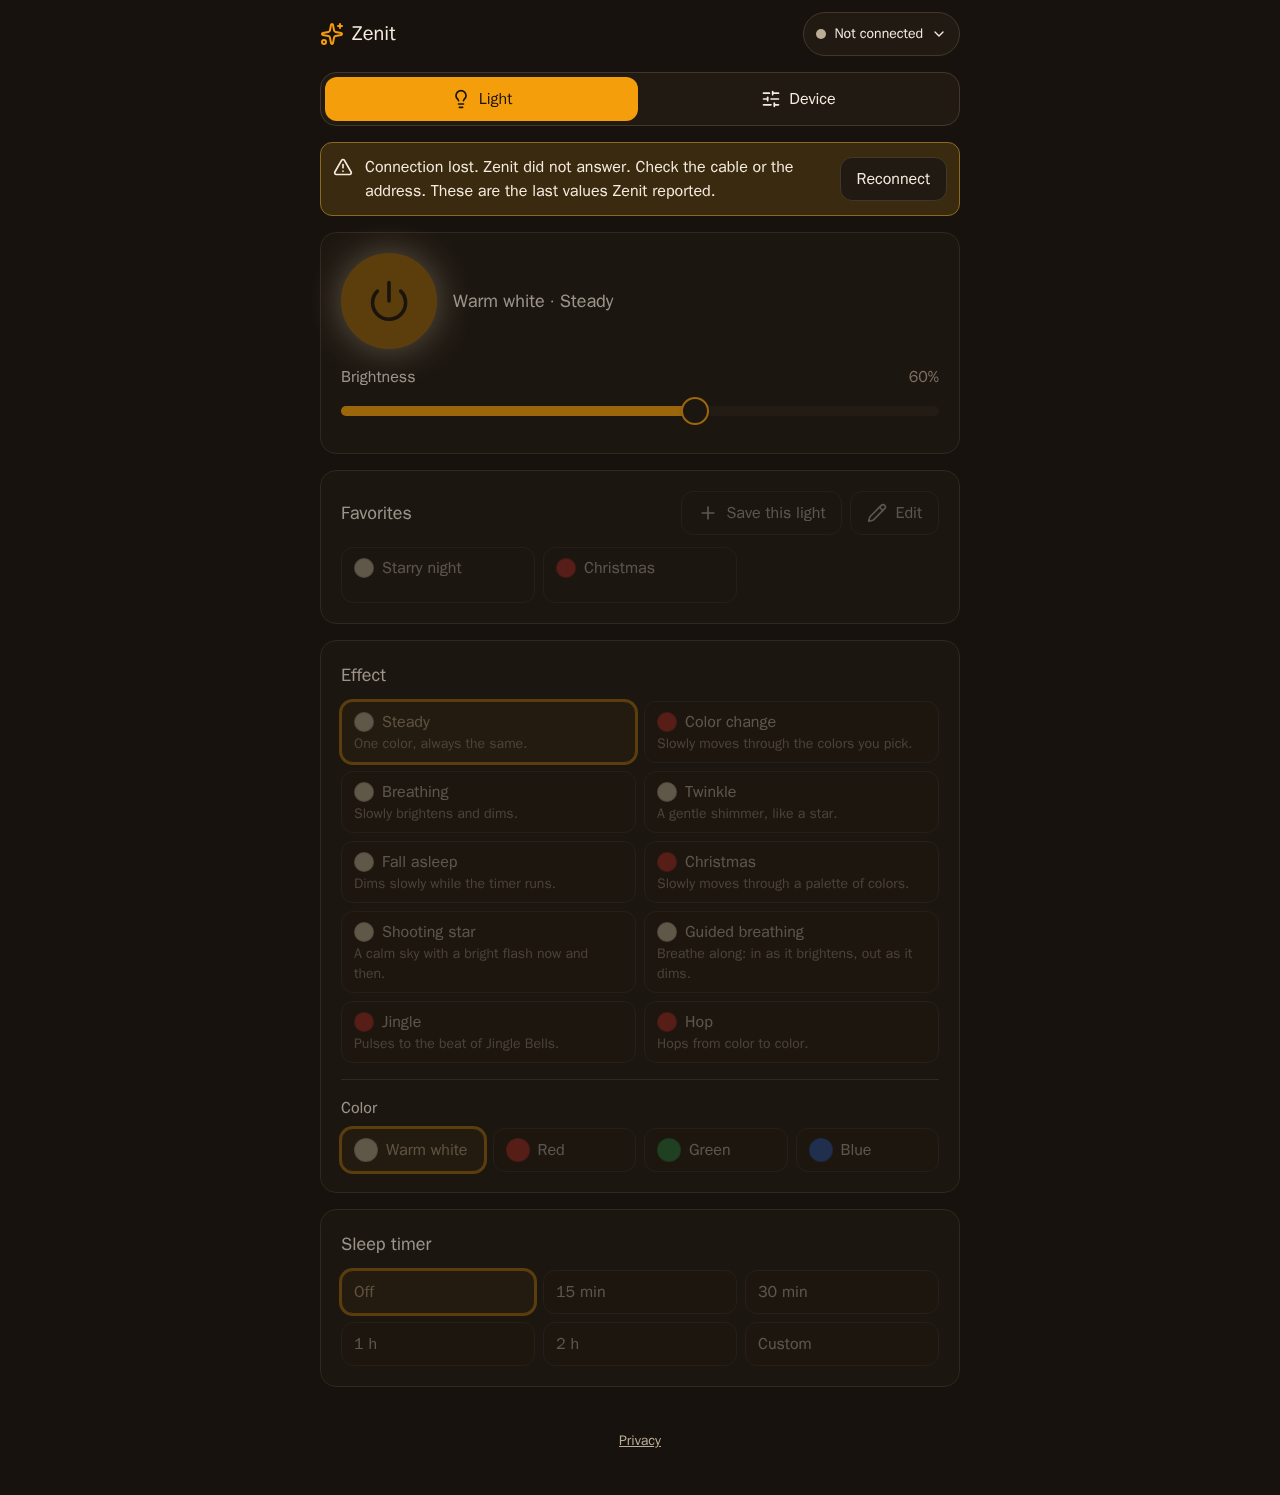 Zenit
Not connected
Light
Device
Connection lost. Zenit did not answer. Check the cable or the
address. These are the last values Zenit reported.
Reconnect
Warm white · Steady
Brightness
60%
Favorites
Save this light
Edit
Starry night
Christmas
Effect
Steady
One color, always the same.
Color change
Slowly moves through the colors you pick.
Breathing
Slowly brightens and dims.
Twinkle
A gentle shimmer, like a star.
Fall asleep
Dims slowly while the timer runs.
Christmas
Slowly moves through a palette of colors.
Shooting star
A calm sky with a bright flash now and
then.
Guided breathing
Breathe along: in as it brightens, out as it
dims.
Jingle
Pulses to the beat of Jingle Bells.
Hop
Hops from color to color.
Color
Warm white
Red
Green
Blue
Sleep timer
Off
15 min
30 min
1 h
2 h
Custom
Privacy